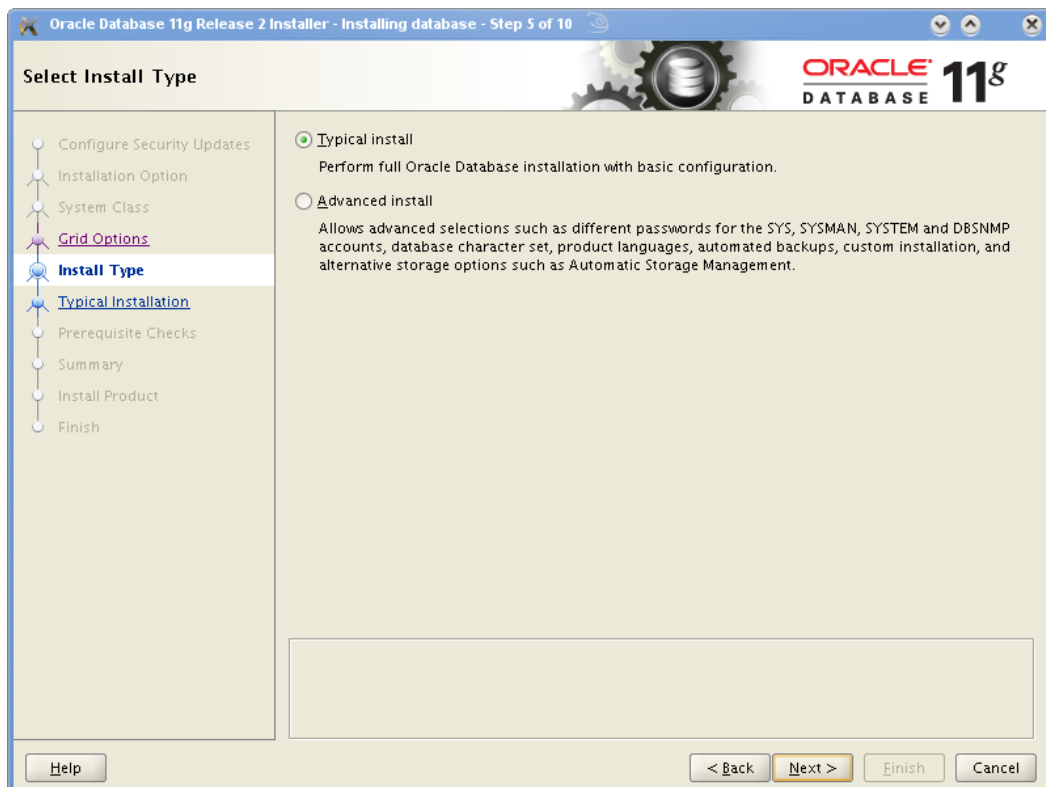 Oracle Database 11g Release 2 Installer - Installing database - Step 5 of 10
Select Install Type
ORACLE
DATABASE
11g
Configure Security Updates
Installation Option
System Class
Grid Options
Install Type
Typical Installation
Prerequisite Checks
Summary
Install Product
Finish
Typical install
Perform full Oracle Database installation with basic configuration.
Advanced install
Allows advanced selections such as different passwords for the SYS, SYSMAN, SYSTEM and DBSNMP
accounts, database character set, product languages, automated backups, custom installation, and
alternative storage options such as Automatic Storage Management.
Help
< Back
Next >
Finish
Cancel